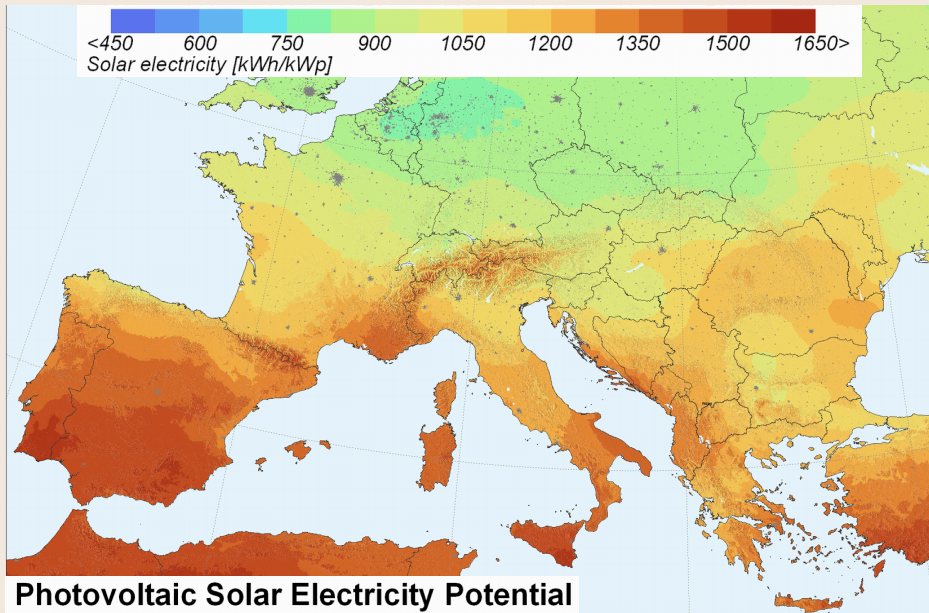 <450 600 750 900 1050 1200 1350 1500 1650>
Solar electricity [kWh/kWp]
Photovoltaic Solar Electricity Potential